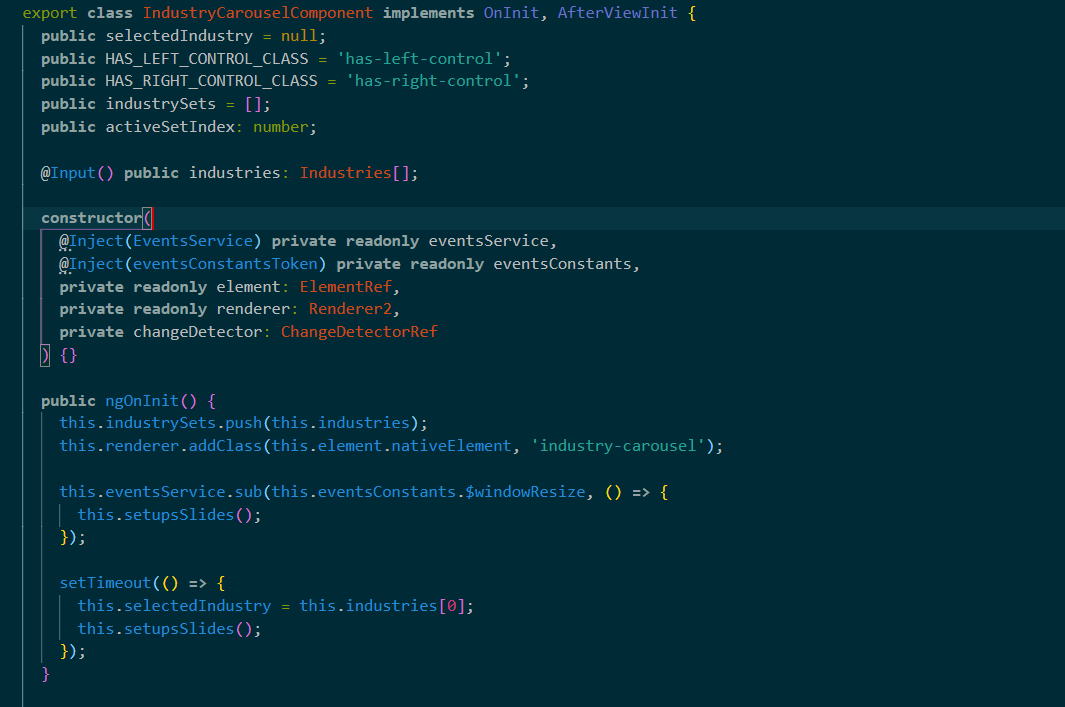 export class IndustryCarouselComponent implements OnInit, AfterViewInit {
public selectedIndustry = null;
public HAS_LEFT_CONTROL_CLASS = 'has-left-control';
public HAS_RIGHT_CONTROL_CLASS = 'has-right-control';
public industrySets = [];
public activeSetIndex: number;
@Input() public industries: Industries[];
constructor(
@Inject(EventsService) private readonly eventsService,
@Inject(eventsConstantsToken) private readonly eventsConstants,
private readonly element: ElementRef,
private readonly renderer: Renderer2,
private changeDetector: ChangeDetectorRef
) {}
public ngOnInit() {
this.industrySets.push(this.industries);
this.renderer.addClass(this.element.nativeElement, 'industry-carousel');
this.eventsService.sub(this.eventsConstants.$windowResize, () => {
this.setupsSlides();
});
setTimeout(() => {
this.selectedIndustry = this.industries[0];
this.setupsSlides();
});
}